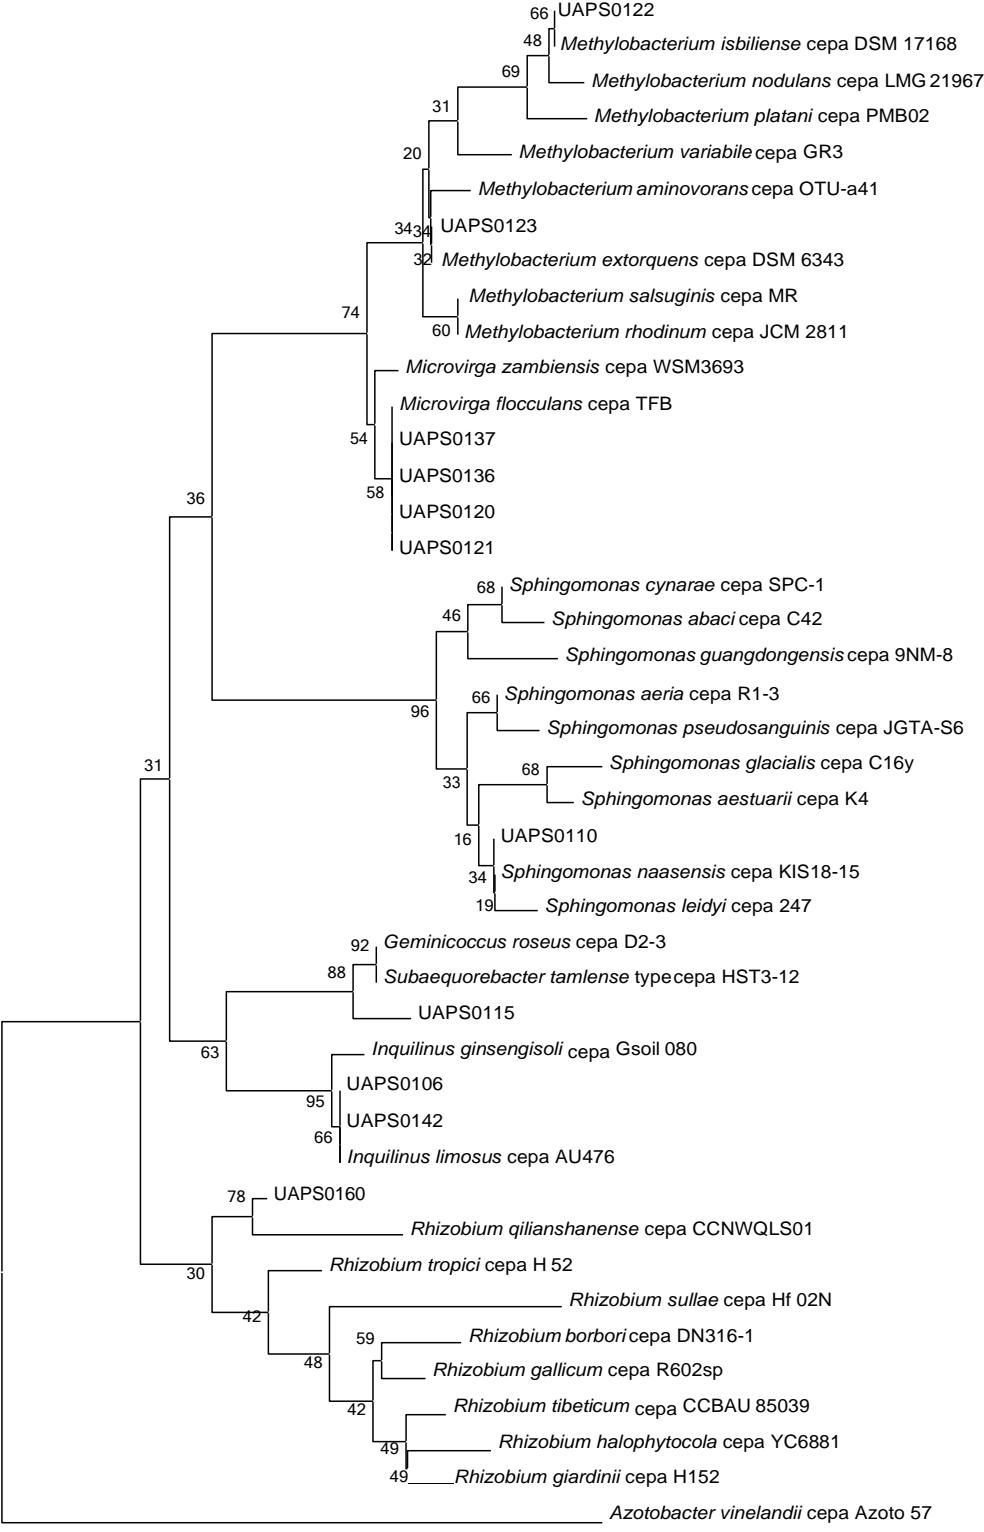 66 UAPS0122
48 Methylobacterium isbiliense cepa DSM 17168
69 Methylobacterium nodulans cepa LMG 21967
31 Methylobacterium platani cepa PMB02
20 Methylobacterium variabile cepa GR3
Methylobacterium aminovorans cepa OTU-a41
34 34 UAPS0123
32 Methylobacterium extorquens cepa DSM 6343
Methylobacterium salsuginis cepa MR
74 60 Methylobacterium rhodinum cepa JCM 2811
Microvirga zambiensis cepa WSM3693
Microvirga flocculans cepa TFB
54 UAPS0137
UAPS0136
58
36 UAPS0120
UAPS0121
68 Sphingomonas cynarae cepa SPC-1
46 Sphingomonas abaci cepa C42
Sphingomonas guangdongensis cepa 9NM-8
66 Sphingomonas aeria cepa R1-3
96 Sphingomonas pseudosanguinis cepa JGTA-S6
31 68 Sphingomonas glacialis cepa C16y
33 Sphingomonas aestuarii cepa K4
16 UAPS0110
34 Sphingomonas naasensis cepa KIS18-15
19 Sphingomonas leidyi cepa 247
92 Geminicoccus roseus cepa D2-3
88 Subaequorebacter tamlense type cepa HST3-12
UAPS0115
63 Inquilinus ginsengisoli cepa Gsoil 080
UAPS0106
95 UAPS0142
66 Inquilinus limosus cepa AU476
78 UAPS0160
Rhizobium qilianshanense cepa CCNWQLS01
30 Rhizobium tropici cepa H 52
42 Rhizobium sullae cepa Hf 02N
59 Rhizobium borbori cepa DN316-1
48 Rhizobium gallicum cepa R602sp
42 Rhizobium tibeticum cepa CCBAU 85039
49 Rhizobium halophytocola cepa YC6881
49 Rhizobium giardinii cepa H152
Azotobacter vinelandii cepa Azoto 57